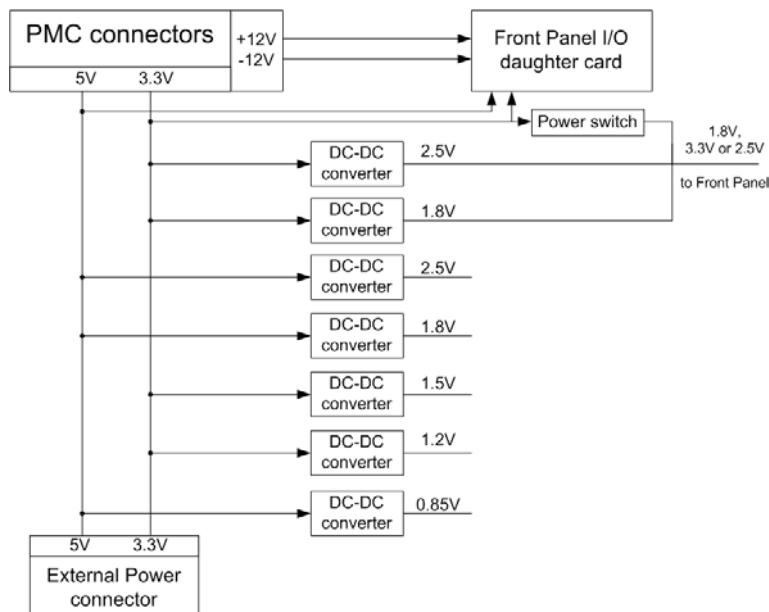 PMC connectors
+12V
-12V
5V
3.3V
Front Panel I/O
daughter card
Power switch
1.8V,
3.3V or 2.5V
to Front Panel
DC-DC
converter
2.5V
DC-DC
converter
1.8V
DC-DC
converter
2.5V
DC-DC
converter
1.8V
DC-DC
converter
1.5V
DC-DC
converter
1.2V
DC-DC
converter
0.85V
5V
3.3V
External Power
connector